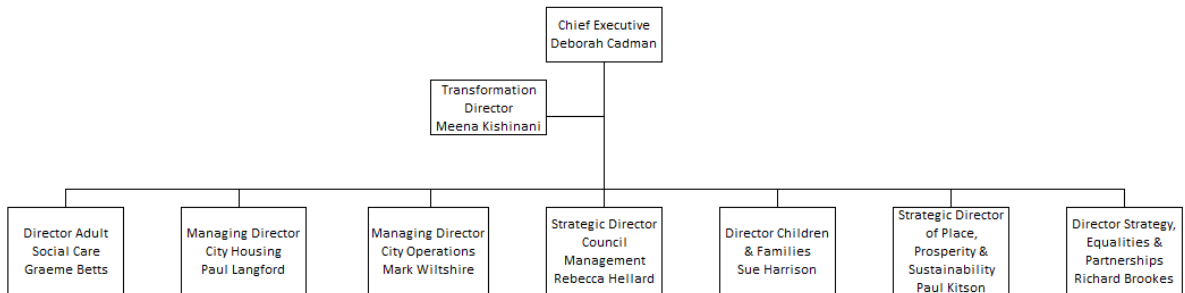 Chief Executive
Deborah Cadman
Transformation
Director
Meena Kishinani
Director Adult
Social Care
Graeme Betts
Managing Director
City Housing
Paul Langford
Managing Director
City Operations
Mark Wiltshire
Strategic Director
Council
Management
Rebecca Hellard
Director Children
& Families
Sue Harrison
Strategic Director
of Place,
Prosperity &
Sustainability
Paul Kitson
Director Strategy,
Equalities &
Partnerships
Richard Brookes